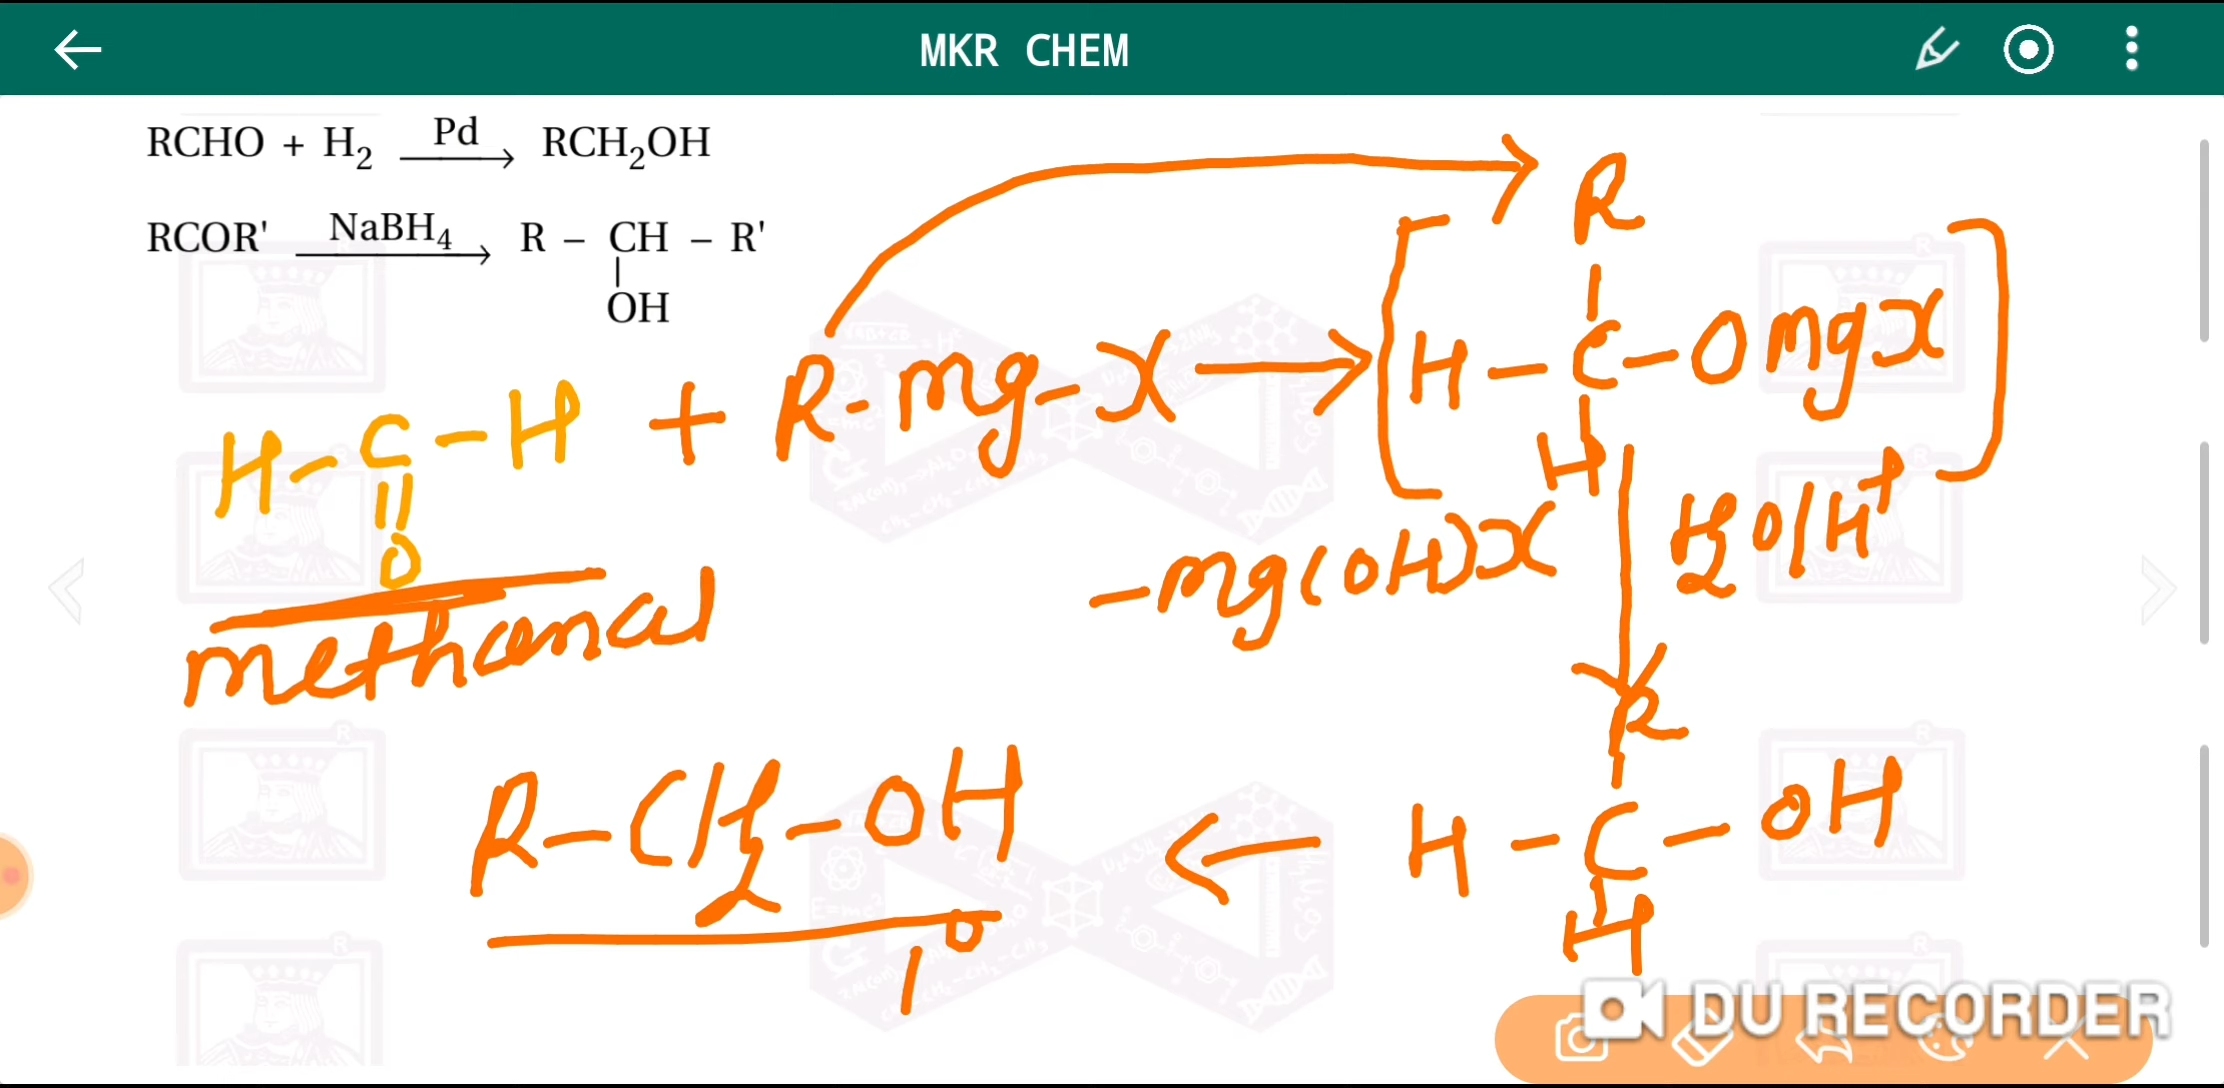 MKR CHEM
RCHO + H₂ Pd → RCH₂OH
RCOR' NaBH₄ → R – CH – R'
|
OH
R
|
H – C – H + R - mg - X → [ H – C – OmgX ]
||
O
|
H
methanal
- mg(OH)X
H₂O/H⁺
R
|
R – CH₂ – OH ← H – C – OH
|
H
1°
DU RECORDER